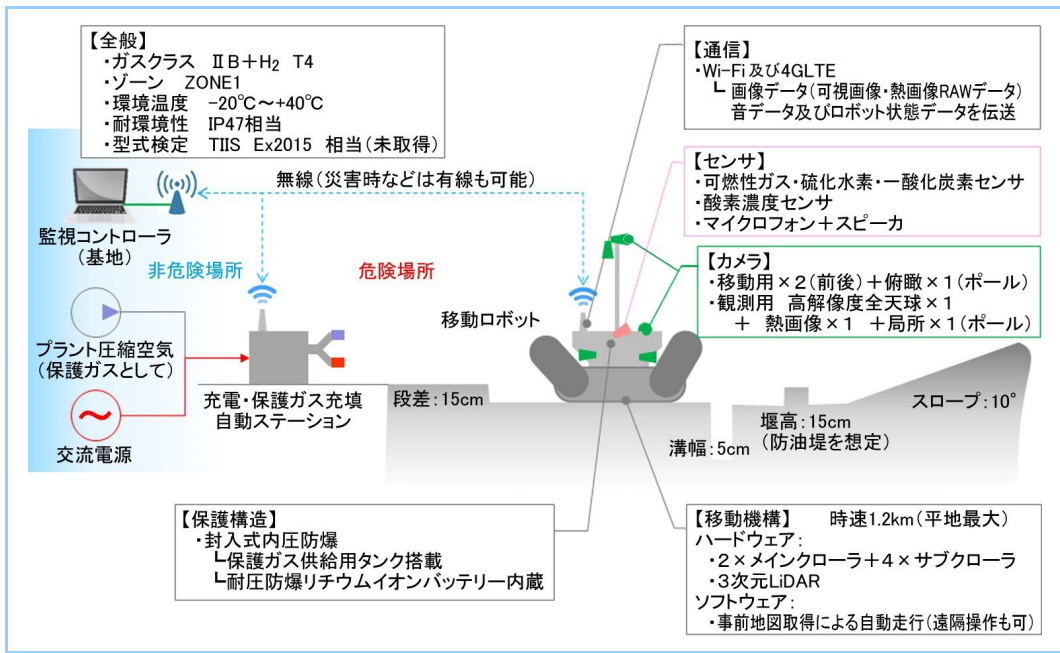 【全般】
・ガスクラス ⅡB+H₂ T4
・ゾーン ZONE1
・環境温度 -20℃~+40℃
・耐環境性 IP47相当
・型式検定 TIIS Ex2015 相当(未取得)
【通信】
・Wi-Fi及び4GLTE
┗ 画像データ(可視画像・熱画像RAWデータ)
音データ及びロボット状態データを伝送
【センサ】
・可燃性ガス・硫化水素・一酸化炭素センサ
・酸素濃度センサ
・マイクロフォン+スピーカ
【カメラ】
・移動用×2(前後)+俯瞰×1(ポール)
・観測用 高解像度全天球×1
+ 熱画像×1 +局所×1(ポール)
無線(災害時などは有線も可能)
監視コントローラ
(基地)
非危険場所
危険場所
移動ロボット
プラント圧縮空気
(保護ガスとして)
交流電源
充電・保護ガス充填
自動ステーション
段差:15cm
溝幅:5cm
堰高:15cm
(防油堤を想定)
スロープ:10°
【保護構造】
・封入式内圧防爆
┗保護ガス供給用タンク搭載
┗耐圧防爆リチウムイオンバッテリー内蔵
【移動機構】 時速1.2km(平地最大)
ハードウェア:
・2×メインクローラ+4×サブクローラ
・3次元LiDAR
ソフトウェア:
・事前地図取得による自動走行(遠隔操作も可)